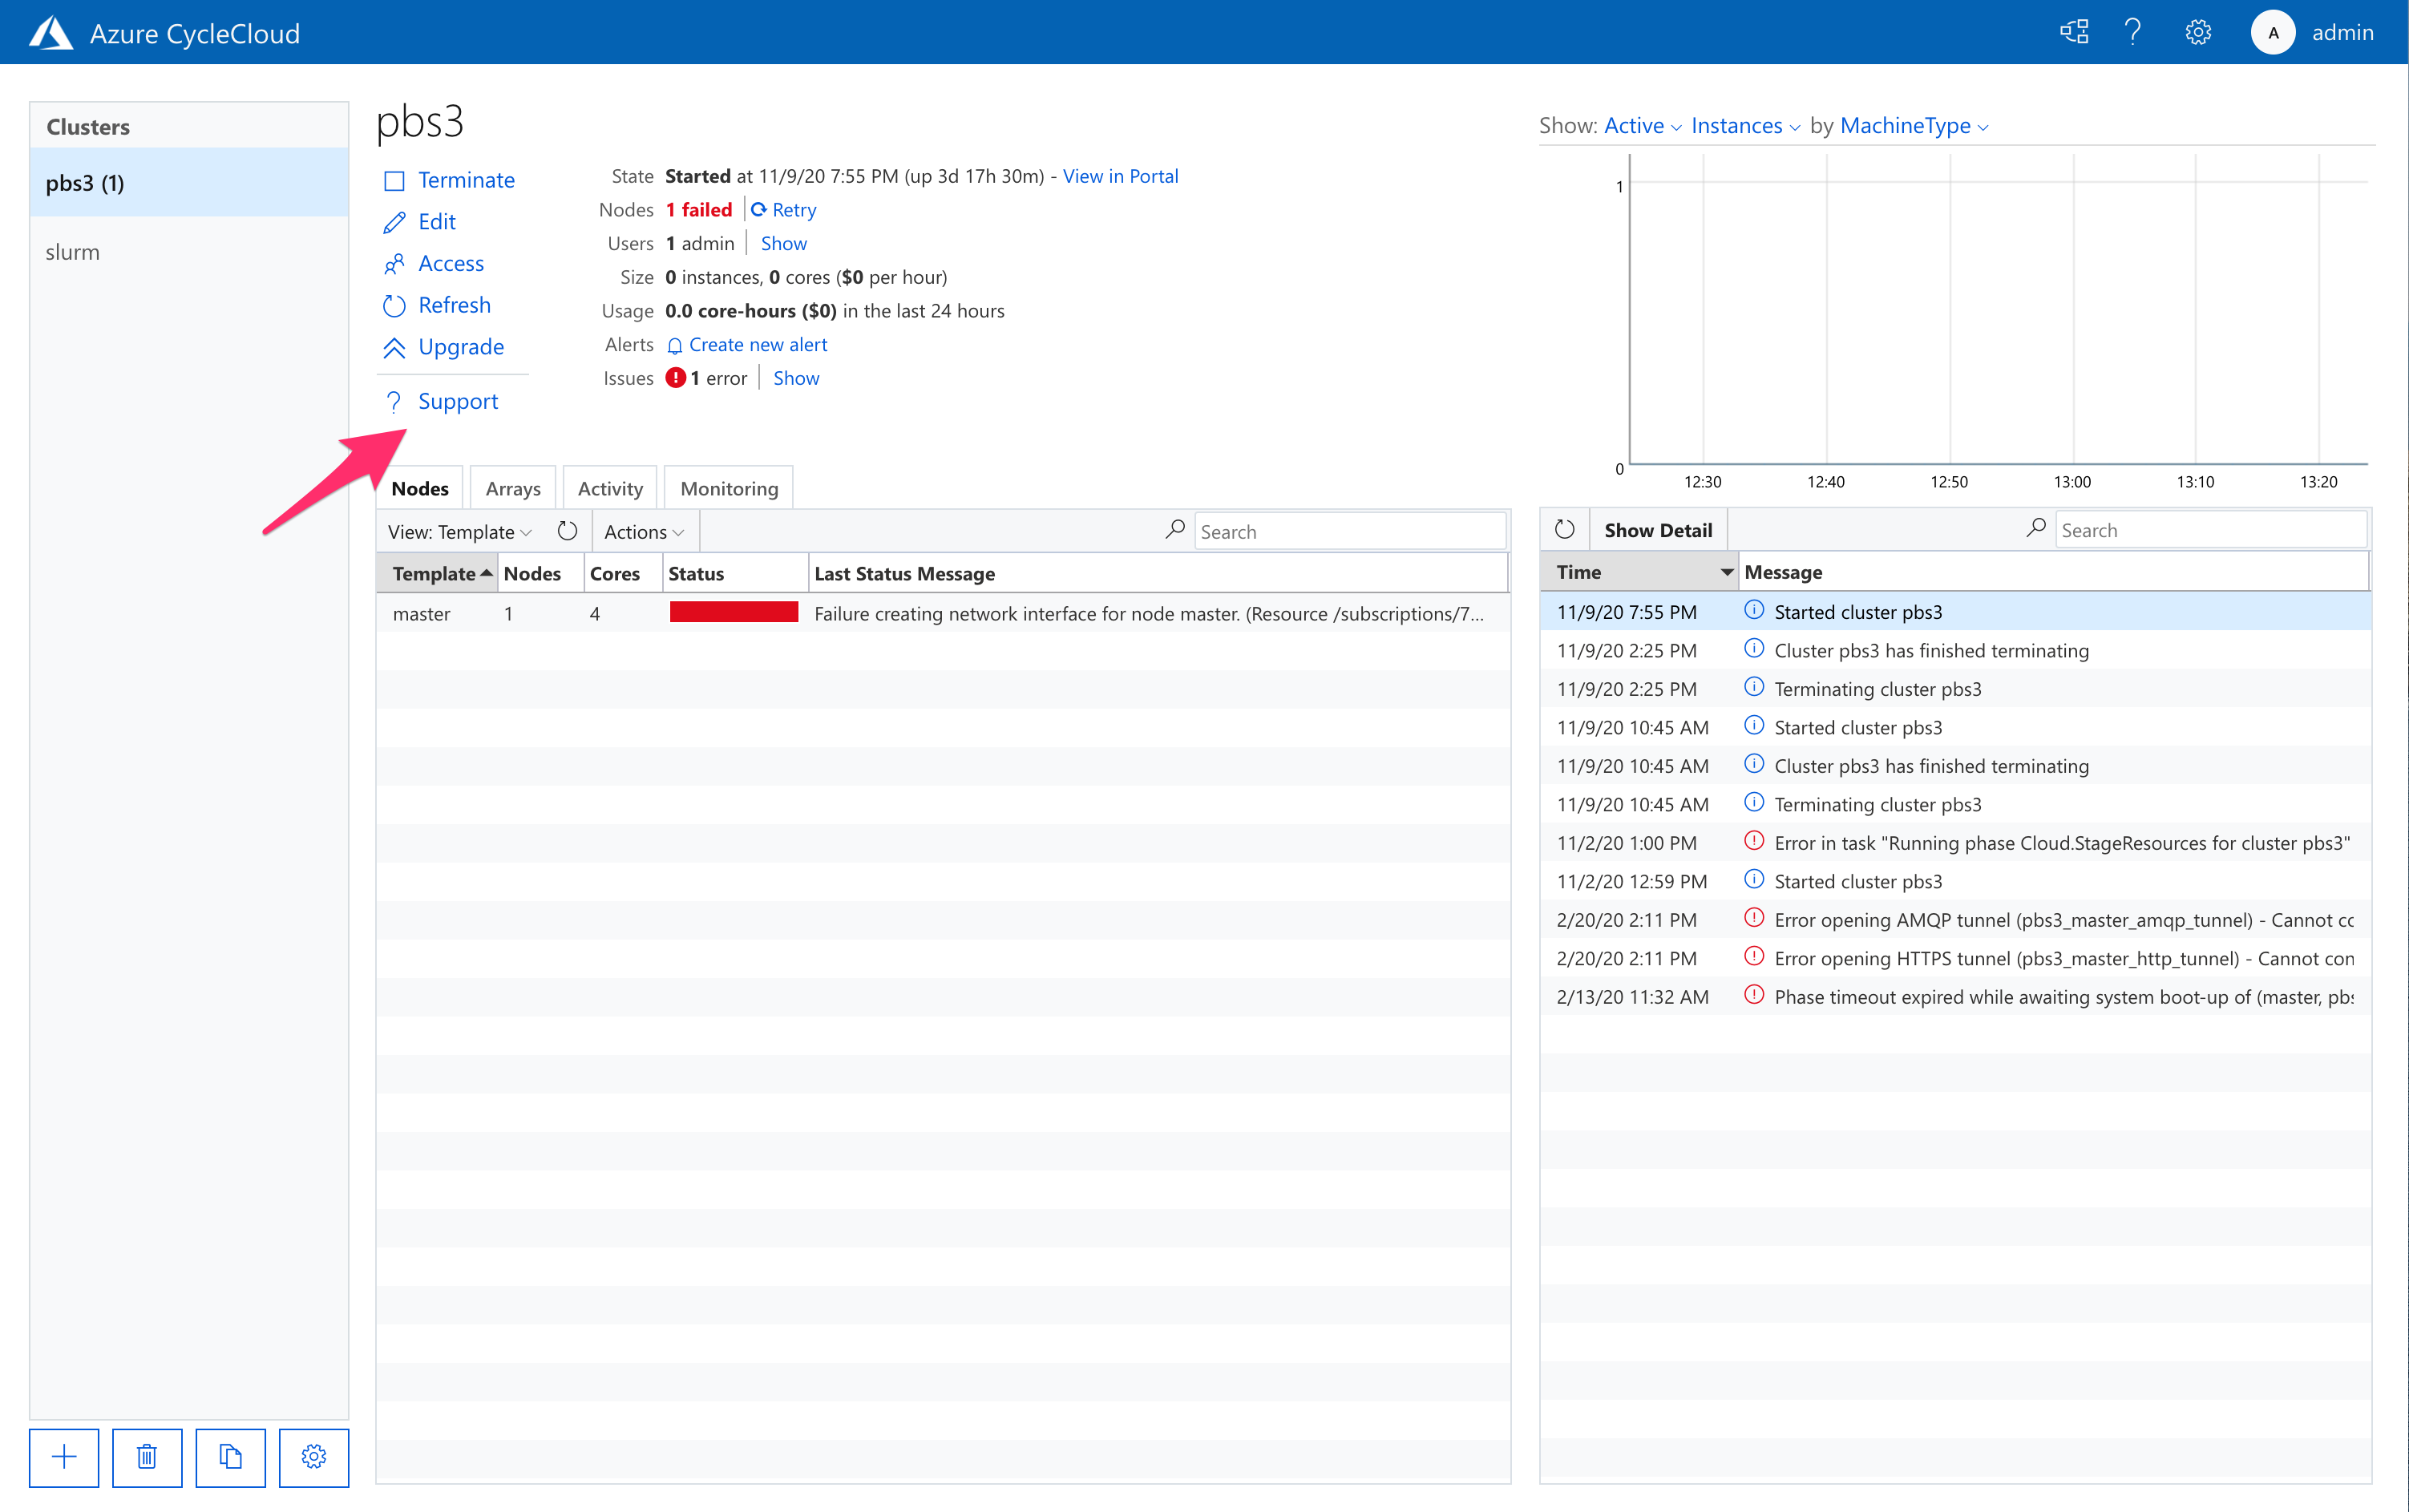 Azure CycleCloud
A
admin
Clusters
pbs3 (1)
slurm
pbs3
Terminate
Edit
Access
Refresh
Upgrade
Support
State Started at 11/9/20 7:55 PM (up 3d 17h 30m) - View in Portal
Nodes 1 failed Retry
Users 1 admin Show
Size 0 instances, 0 cores ($0 per hour)
Usage 0.0 core-hours ($0) in the last 24 hours
Alerts Create new alert
Issues 1 error Show
Show: Active Instances by MachineType
1
0
12:30 12:40 12:50 13:00 13:10 13:20
Nodes Arrays Activity Monitoring
View: Template Actions Search
Template Nodes Cores Status Last Status Message
master 1 4 Failure creating network interface for node master. (Resource /subscriptions/7...
Show Detail Search
Time Message
11/9/20 7:55 PM Started cluster pbs3
11/9/20 2:25 PM Cluster pbs3 has finished terminating
11/9/20 2:25 PM Terminating cluster pbs3
11/9/20 10:45 AM Started cluster pbs3
11/9/20 10:45 AM Cluster pbs3 has finished terminating
11/9/20 10:45 AM Terminating cluster pbs3
11/2/20 1:00 PM Error in task "Running phase Cloud.StageResources for cluster pbs3"
11/2/20 12:59 PM Started cluster pbs3
2/20/20 2:11 PM Error opening AMQP tunnel (pbs3_master_amqp_tunnel) - Cannot cc
2/20/20 2:11 PM Error opening HTTPS tunnel (pbs3_master_http_tunnel) - Cannot con
2/13/20 11:32 AM Phase timeout expired while awaiting system boot-up of (master, pbs